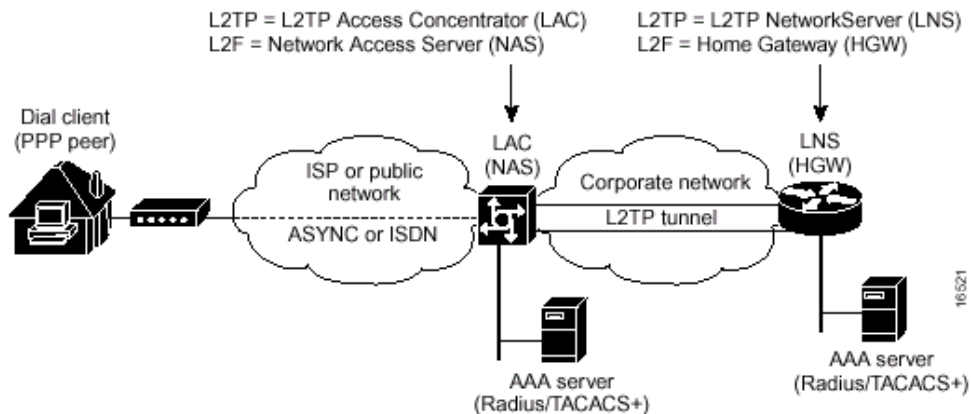 L2TP = L2TP Access Concentrator (LAC)
L2F = Network Access Server (NAS)
L2TP = L2TP NetworkServer (LNS)
L2F = Home Gateway (HGW)
Dial client
(PPP peer)
LAC
(NAS)
LNS
(HGW)
ISP or public
network
ASYNC or ISDN
Corporate network
L2TP tunnel
AAA server
(Radius/TACACS+)
AAA server
(Radius/TACACS+)
16521